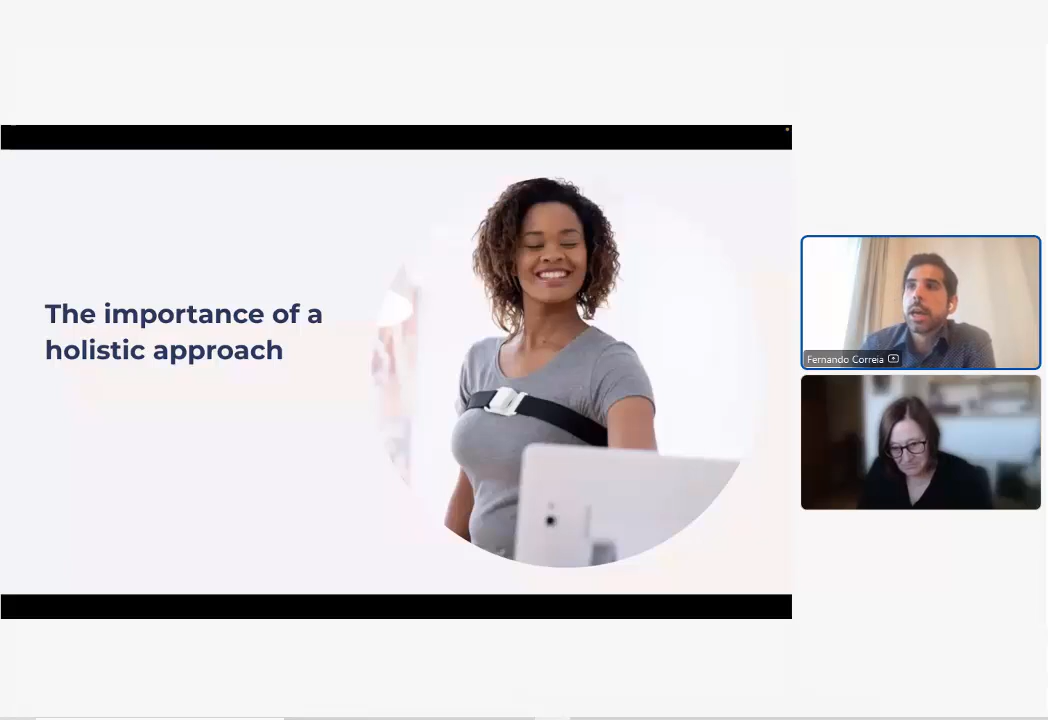 The importance of a
holistic approach
Fernando Correia